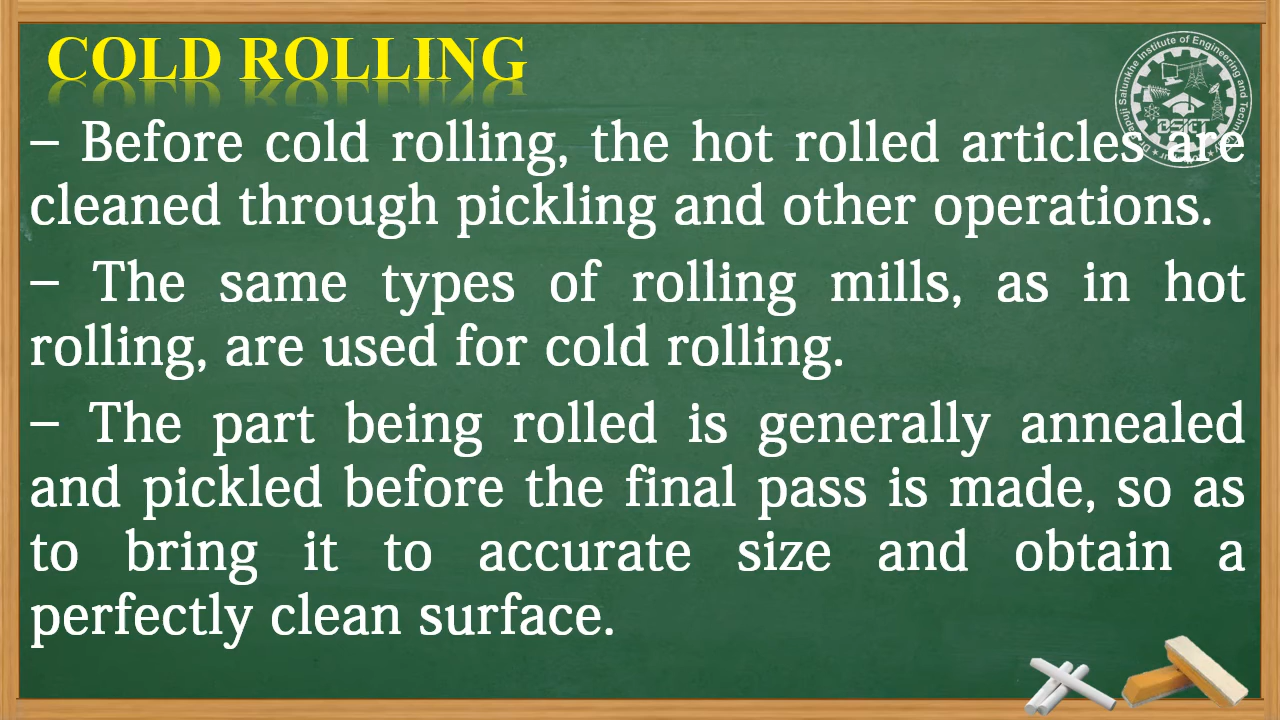 COLD ROLLING
– Before cold rolling, the hot rolled articles are
cleaned through pickling and other operations.
– The same types of rolling mills, as in hot
rolling, are used for cold rolling.
– The part being rolled is generally annealed
and pickled before the final pass is made, so as
to bring it to accurate size and obtain a
perfectly clean surface.